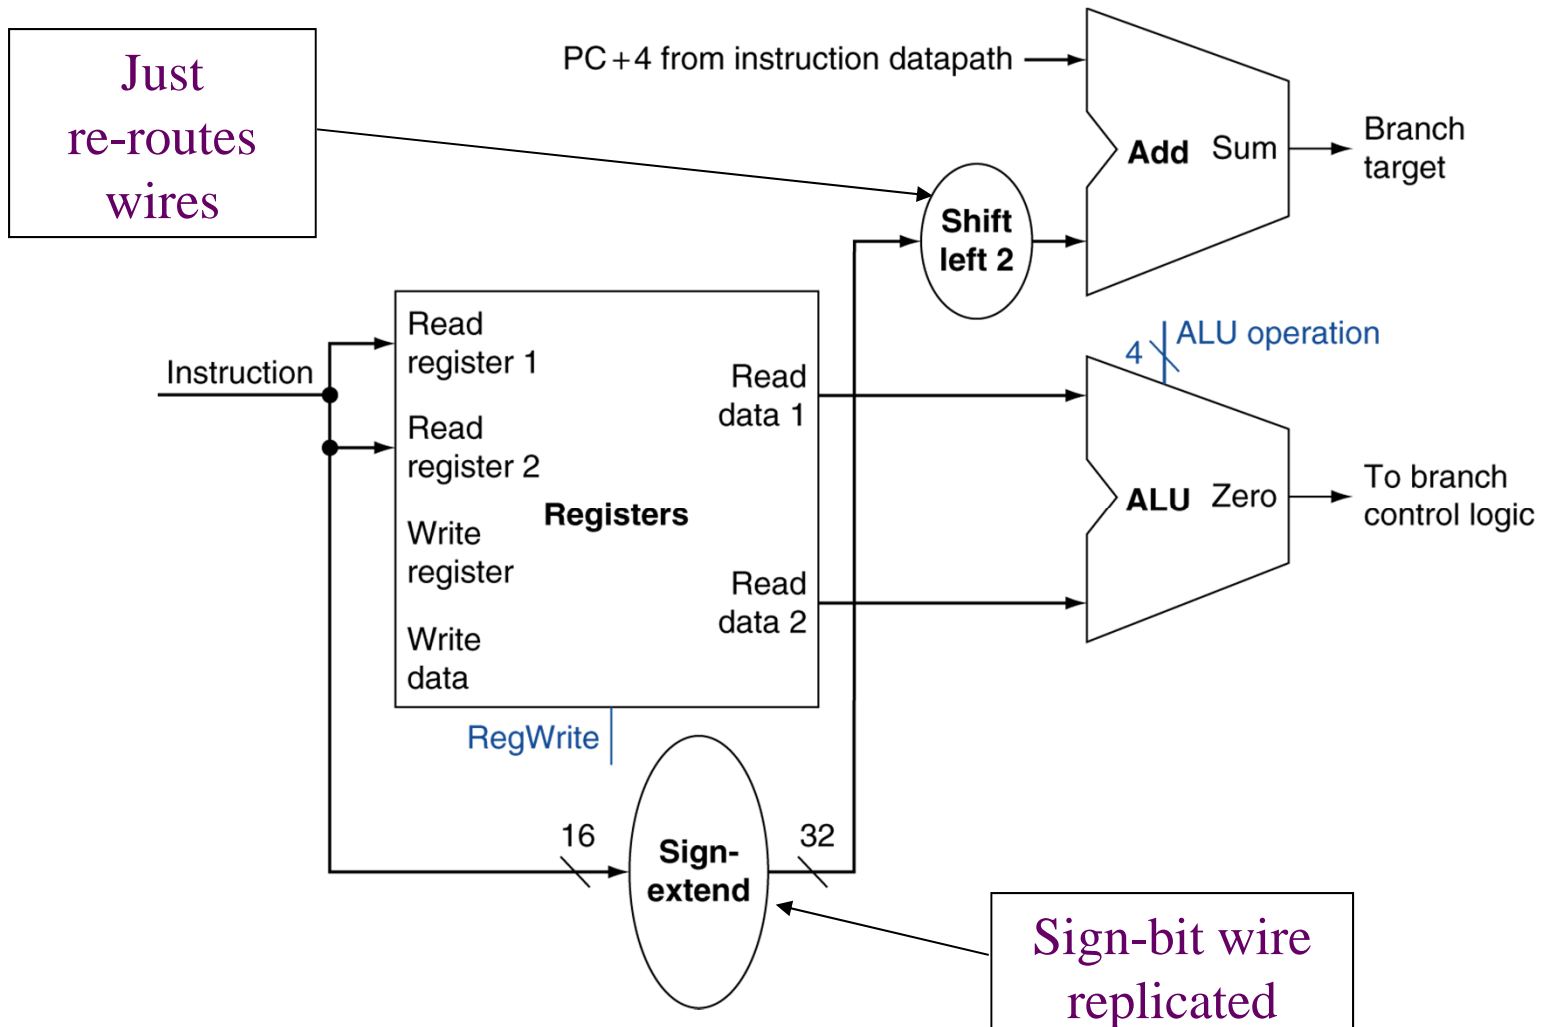 Just
re-routes
wires
PC+4 from instruction datapath
Add Sum
Branch
target
Shift
left 2
Instruction
Read
register 1
Read
register 2
Write
register
Write
data
Registers
Read
data 1
Read
data 2
RegWrite
4
ALU operation
ALU Zero
To branch
control logic
16
Sign-
extend
32
Sign-bit wire
replicated